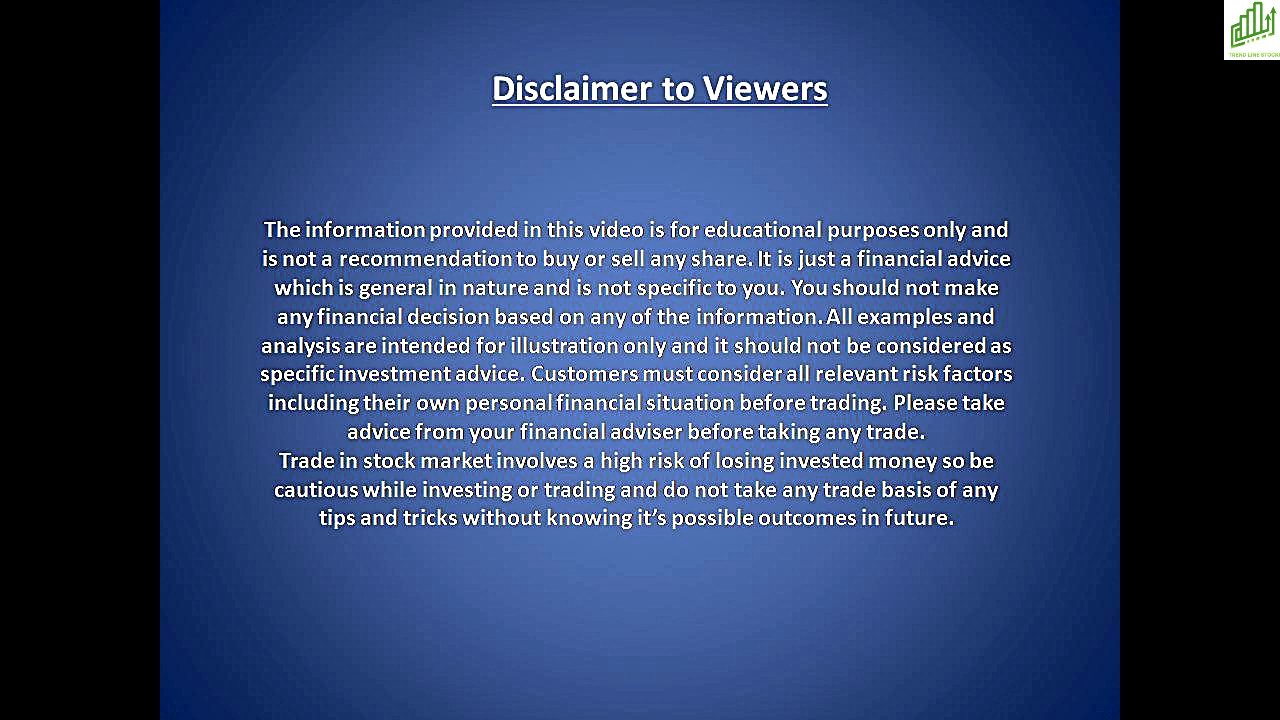 Disclaimer to Viewers
The information provided in this video is for educational purposes only and
is not a recommendation to buy or sell any share. It is just a financial advice
which is general in nature and is not specific to you. You should not make
any financial decision based on any of the information. All examples and
analysis are intended for illustration only and it should not be considered as
specific investment advice. Customers must consider all relevant risk factors
including their own personal financial situation before trading. Please take
advice from your financial adviser before taking any trade.
Trade in stock market involves a high risk of losing invested money so be
cautious while investing or trading and do not take any trade basis of any
tips and tricks without knowing it’s possible outcomes in future.
TREND LINE